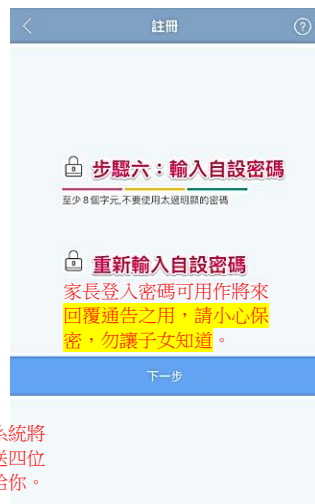 註冊
步驟六：輸入自設密碼
至少8個字元,不要使用太過明顯的密碼
重新輸入自設密碼
家長登入密碼可用作將來
回覆通告之用，請小心保
密，勿讓子女知道。
下一步
系統將
送四位
給你。